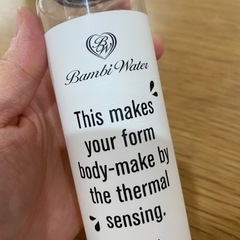 BW
Bambi Water
This makes
your form
body-make by
the thermal
sensing.